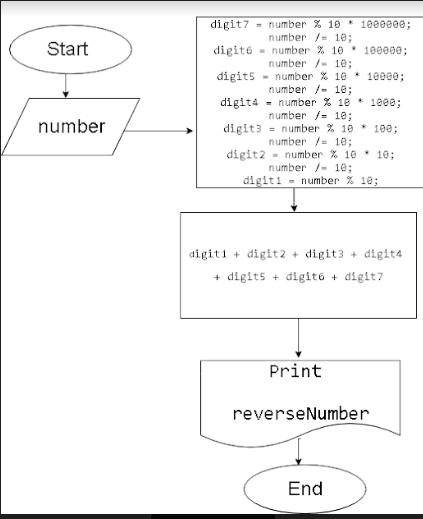 Start
number
digit7 = number % 10 * 1000000;
number /= 10;
digit6 = number % 10 * 100000;
number /= 10;
digit5 = number % 10 * 10000;
number /= 10;
digit4 = number % 10 * 1000;
number /= 10;
digit3 = number % 10 * 100;
number /= 10;
digit2 = number % 10 * 10;
number /= 10;
digit1 = number % 10;
digit1 + digit2 + digit3 + digit4
+ digit5 + digit6 + digit7
Print
reverseNumber
End